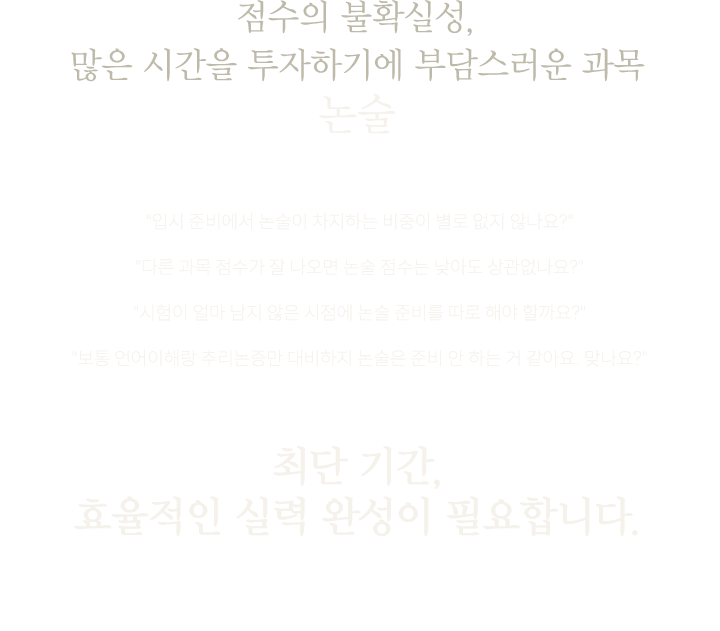 점수의 불확실성,
많은 시간을 투자하기에 부담스러운 과목
논술
"입시 준비에서 논술이 차지하는 비중이 별로 없지 않나요?"
"다른 과목 점수가 잘 나오면 논술 점수는 낮아도 상관없나요?"
"시험이 얼마 남지 않은 시점에 논술 준비를 따로 해야 할까요?"
"보통 언어이해랑 추리논증만 대비하지 논술은 준비 안 하는 거 같아요. 맞나요?"
최단 기간,
효율적인 실력 완성이 필요합니다.